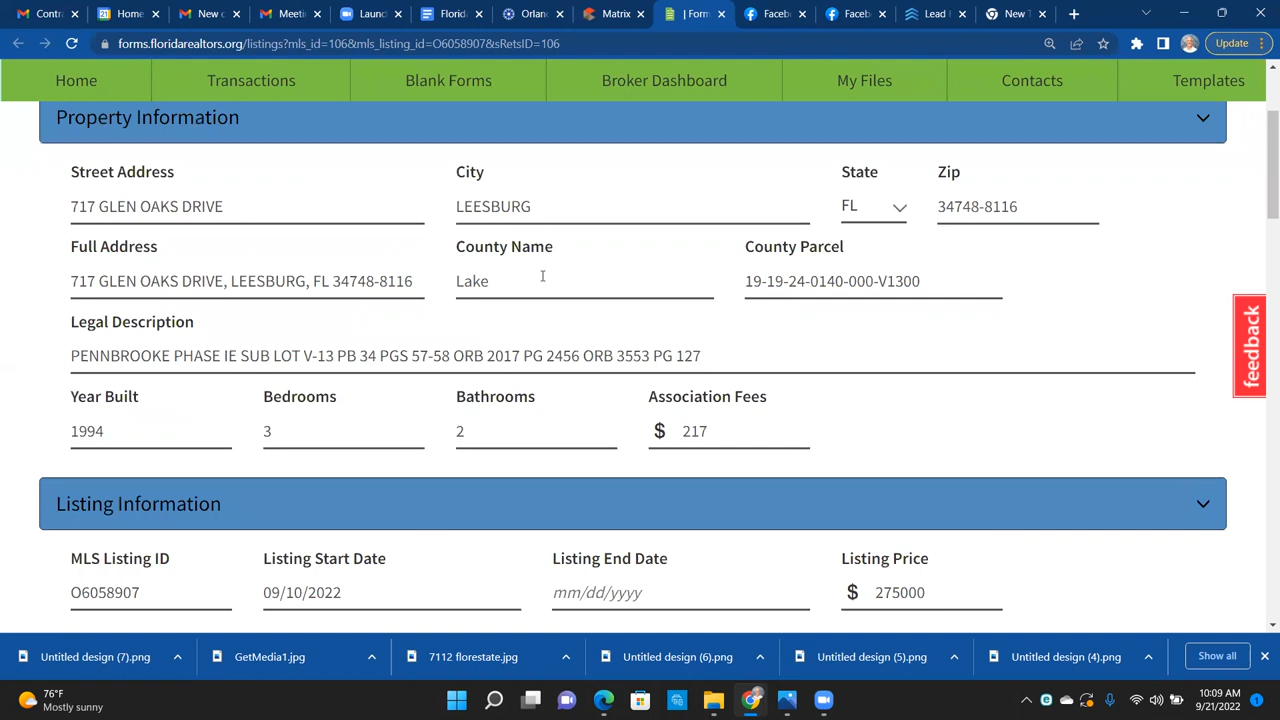 Contra
Home
New c
Meetin
Launc
Florid
Orlan
Matrix
| Form
Faceb
Faceb
Lead F
New T
forms.floridarealtors.org/listings?mls_id=106&mls_listing_id=O6058907&sRetsID=106
Update
Home
Transactions
Blank Forms
Broker Dashboard
My Files
Contacts
Templates
Property Information
Street Address
City
State
Zip
717 GLEN OAKS DRIVE
LEESBURG
FL
34748-8116
Full Address
County Name
County Parcel
717 GLEN OAKS DRIVE, LEESBURG, FL 34748-8116
Lake
19-19-24-0140-000-V1300
feedback
Legal Description
PENNBROOKE PHASE IE SUB LOT V-13 PB 34 PGS 57-58 ORB 2017 PG 2456 ORB 3553 PG 127
Year Built
Bedrooms
Bathrooms
Association Fees
1994
3
2
$ 217
Listing Information
MLS Listing ID
Listing Start Date
Listing End Date
Listing Price
O6058907
09/10/2022
mm/dd/yyyy
$ 275000
Untitled design (7).png
GetMedia1.jpg
7112 florestate.jpg
Untitled design (6).png
Untitled design (5).png
Untitled design (4).png
Show all
76°F
Mostly sunny
10:09 AM
9/21/2022